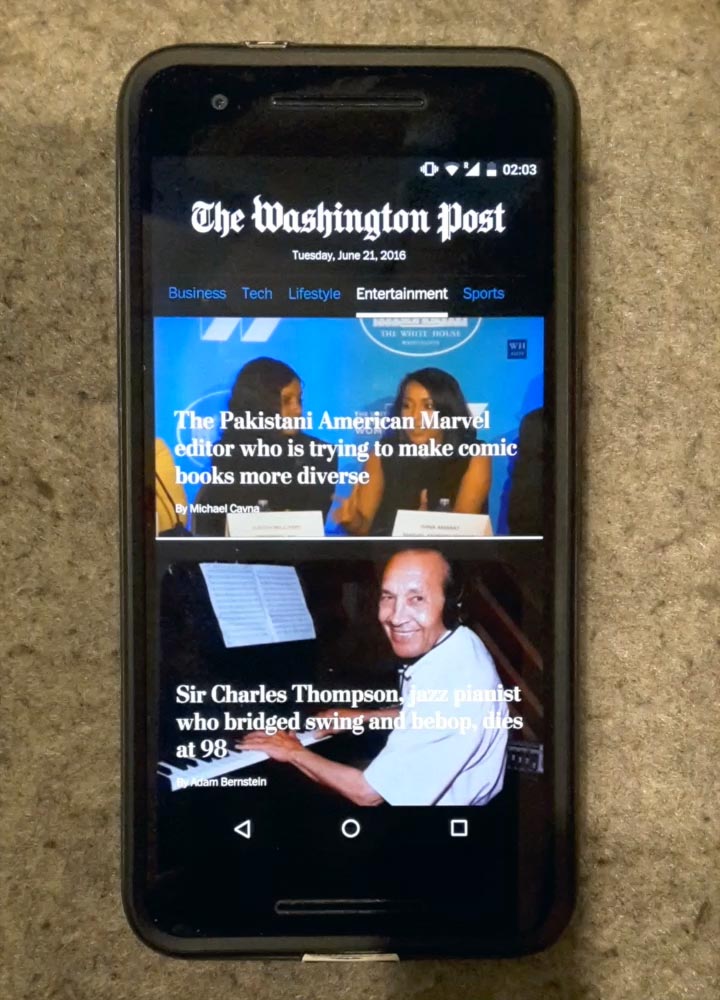 R
02:03
The Washington Post
Tuesday, June 21, 2016
Business Tech Lifestyle Entertainment Sports
THE WHITE HOUSE
WASHINGTON
WH
.GOV
The Pakistani American Marvel
editor who is trying to make comic
books more diverse
By Michael Cavna
Sir Charles Thompson, jazz pianist
who bridged swing and bebop, dies
at 98
By Adam Bernstein